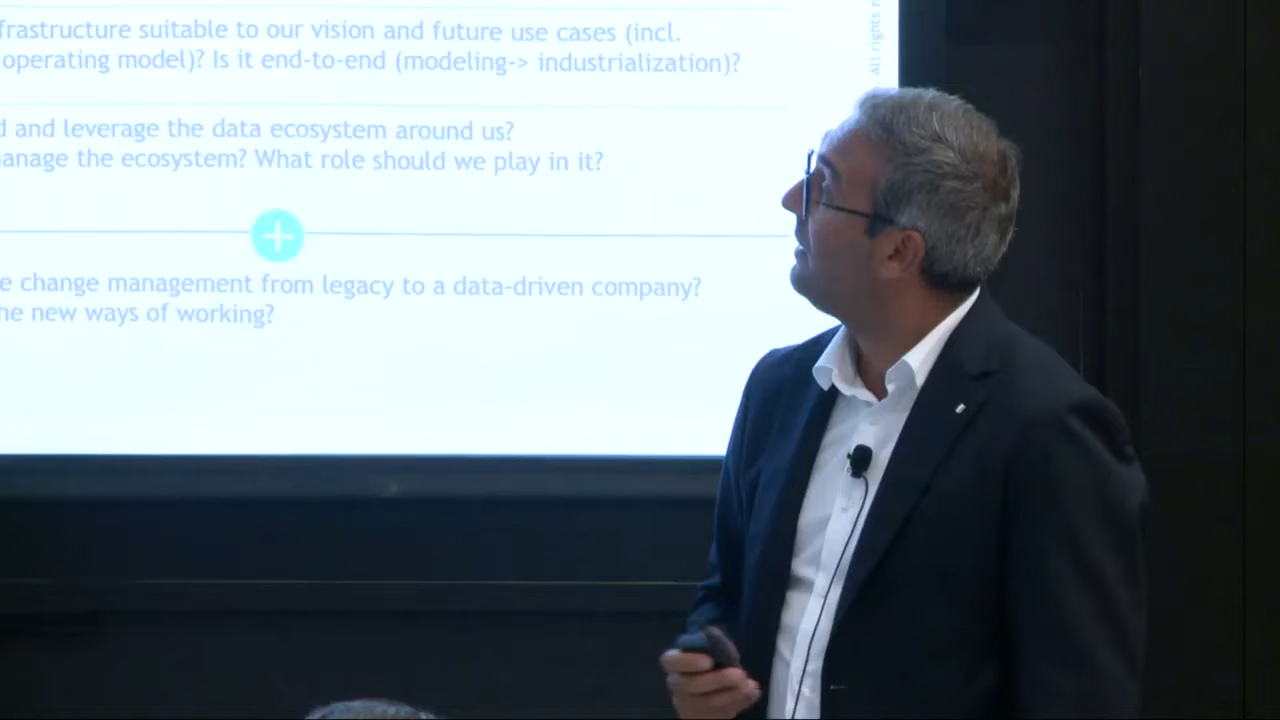 frastructure suitable to our vision and future use cases (incl.
operating model)? Is it end-to-end (modeling-> industrialization)?
d and leverage the data ecosystem around us?
anage the ecosystem? What role should we play in it?
e change management from legacy to a data-driven company?
he new ways of working?
All rights